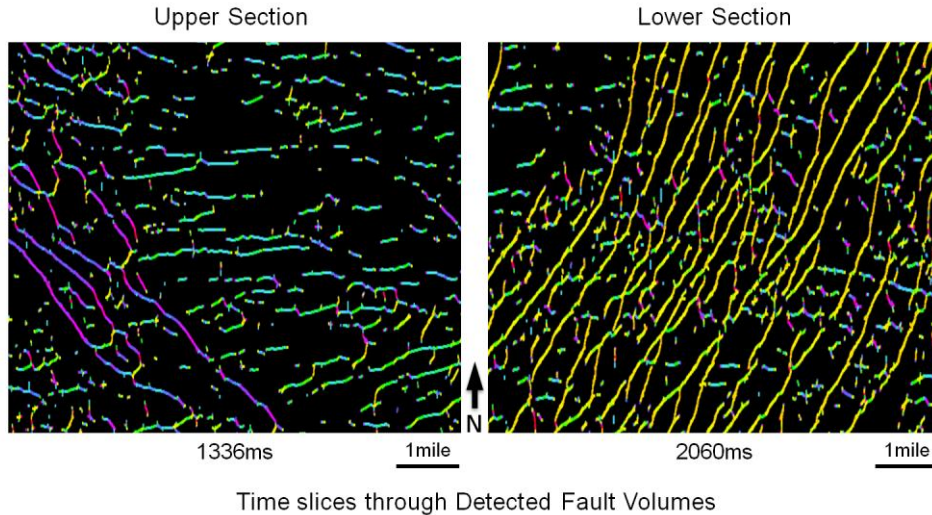 Upper Section
Lower Section
N
1336ms
1mile
2060ms
1mile
Time slices through Detected Fault Volumes